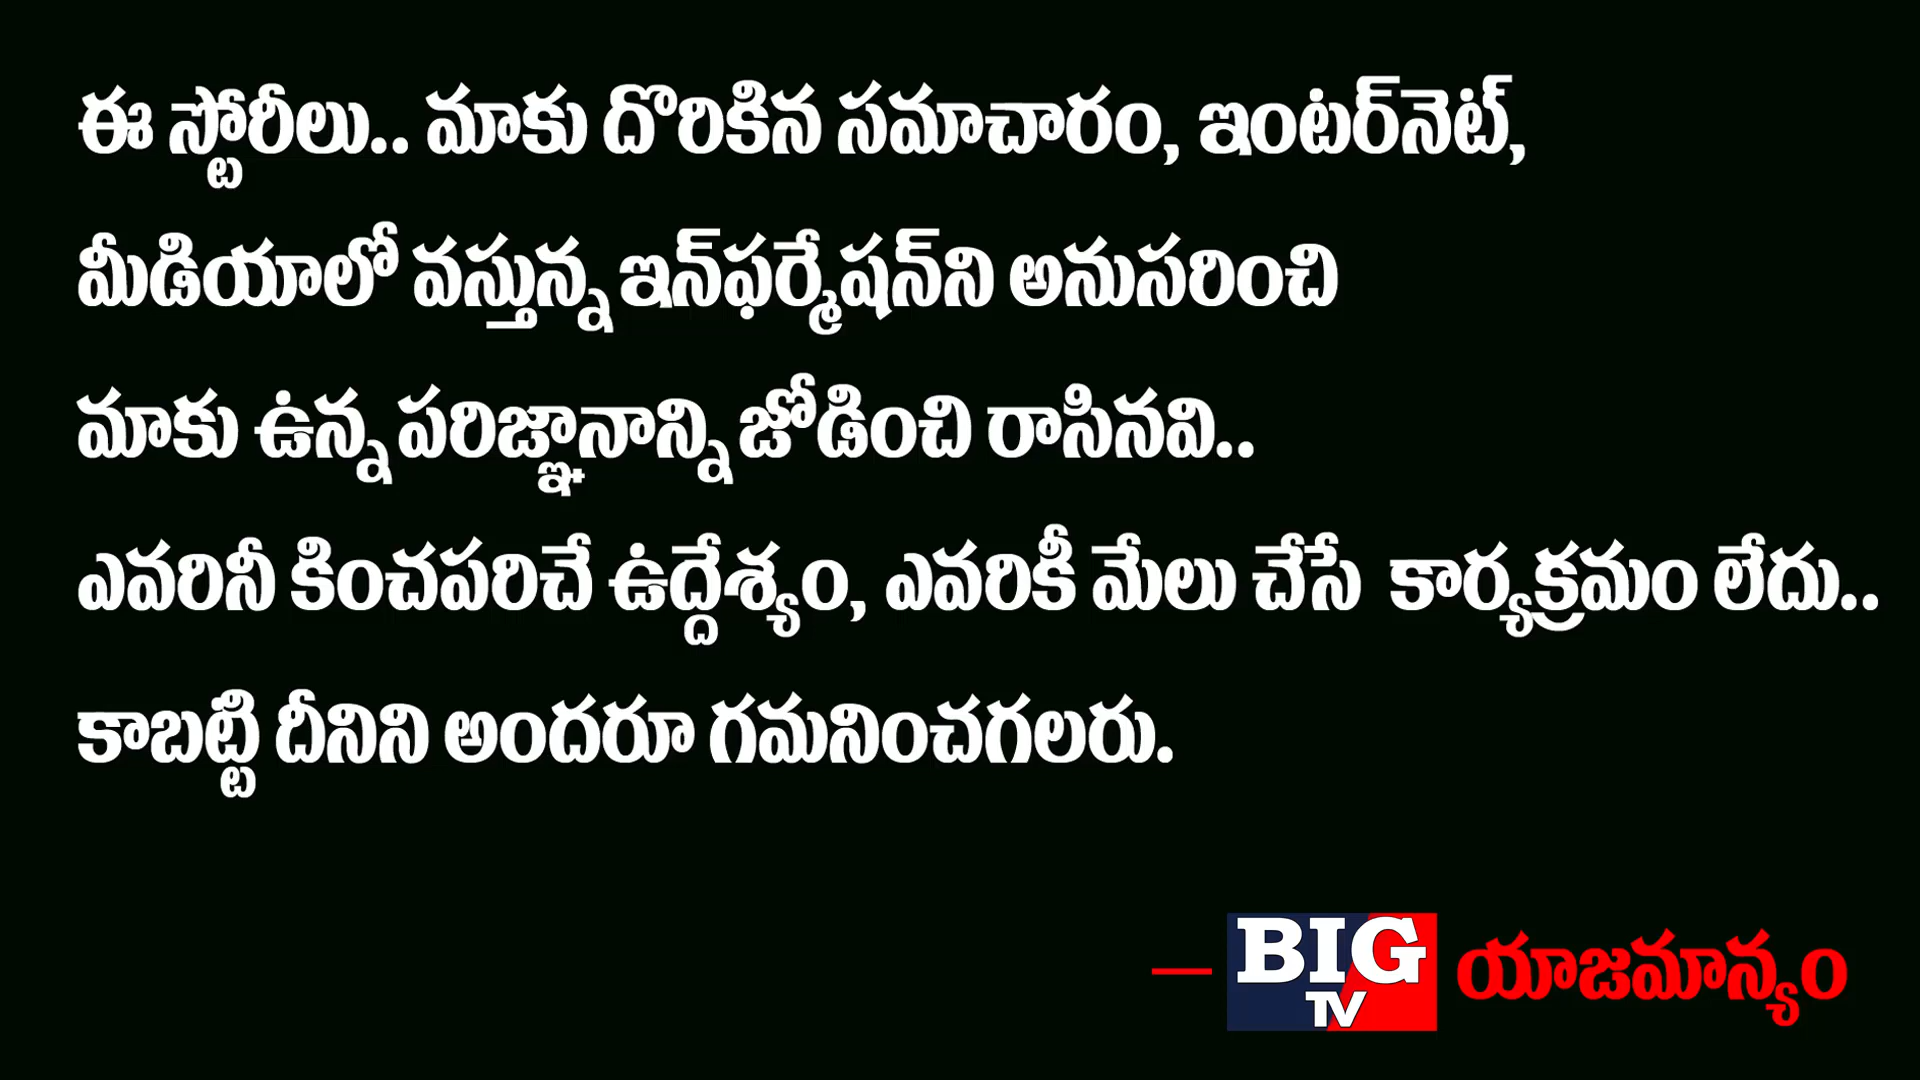 ఈ స్టోరీలు.. మాకు దొరికిన సమాచారం, ఇంటర్‌నెట్,
మీడియాలో వస్తున్న ఇన్‌ఫర్మేషన్‌ని అనుసరించి
మాకు ఉన్న పరిజ్ఞానాన్ని జోడించి రాసినవి..
ఎవరినీ కించపరిచే ఉద్దేశ్యం, ఎవరికీ మేలు చేసే కార్యక్రమం లేదు..
కాబట్టి దీనిని అందరూ గమనించగలరు.
— BIG TV యాజమాన్యం